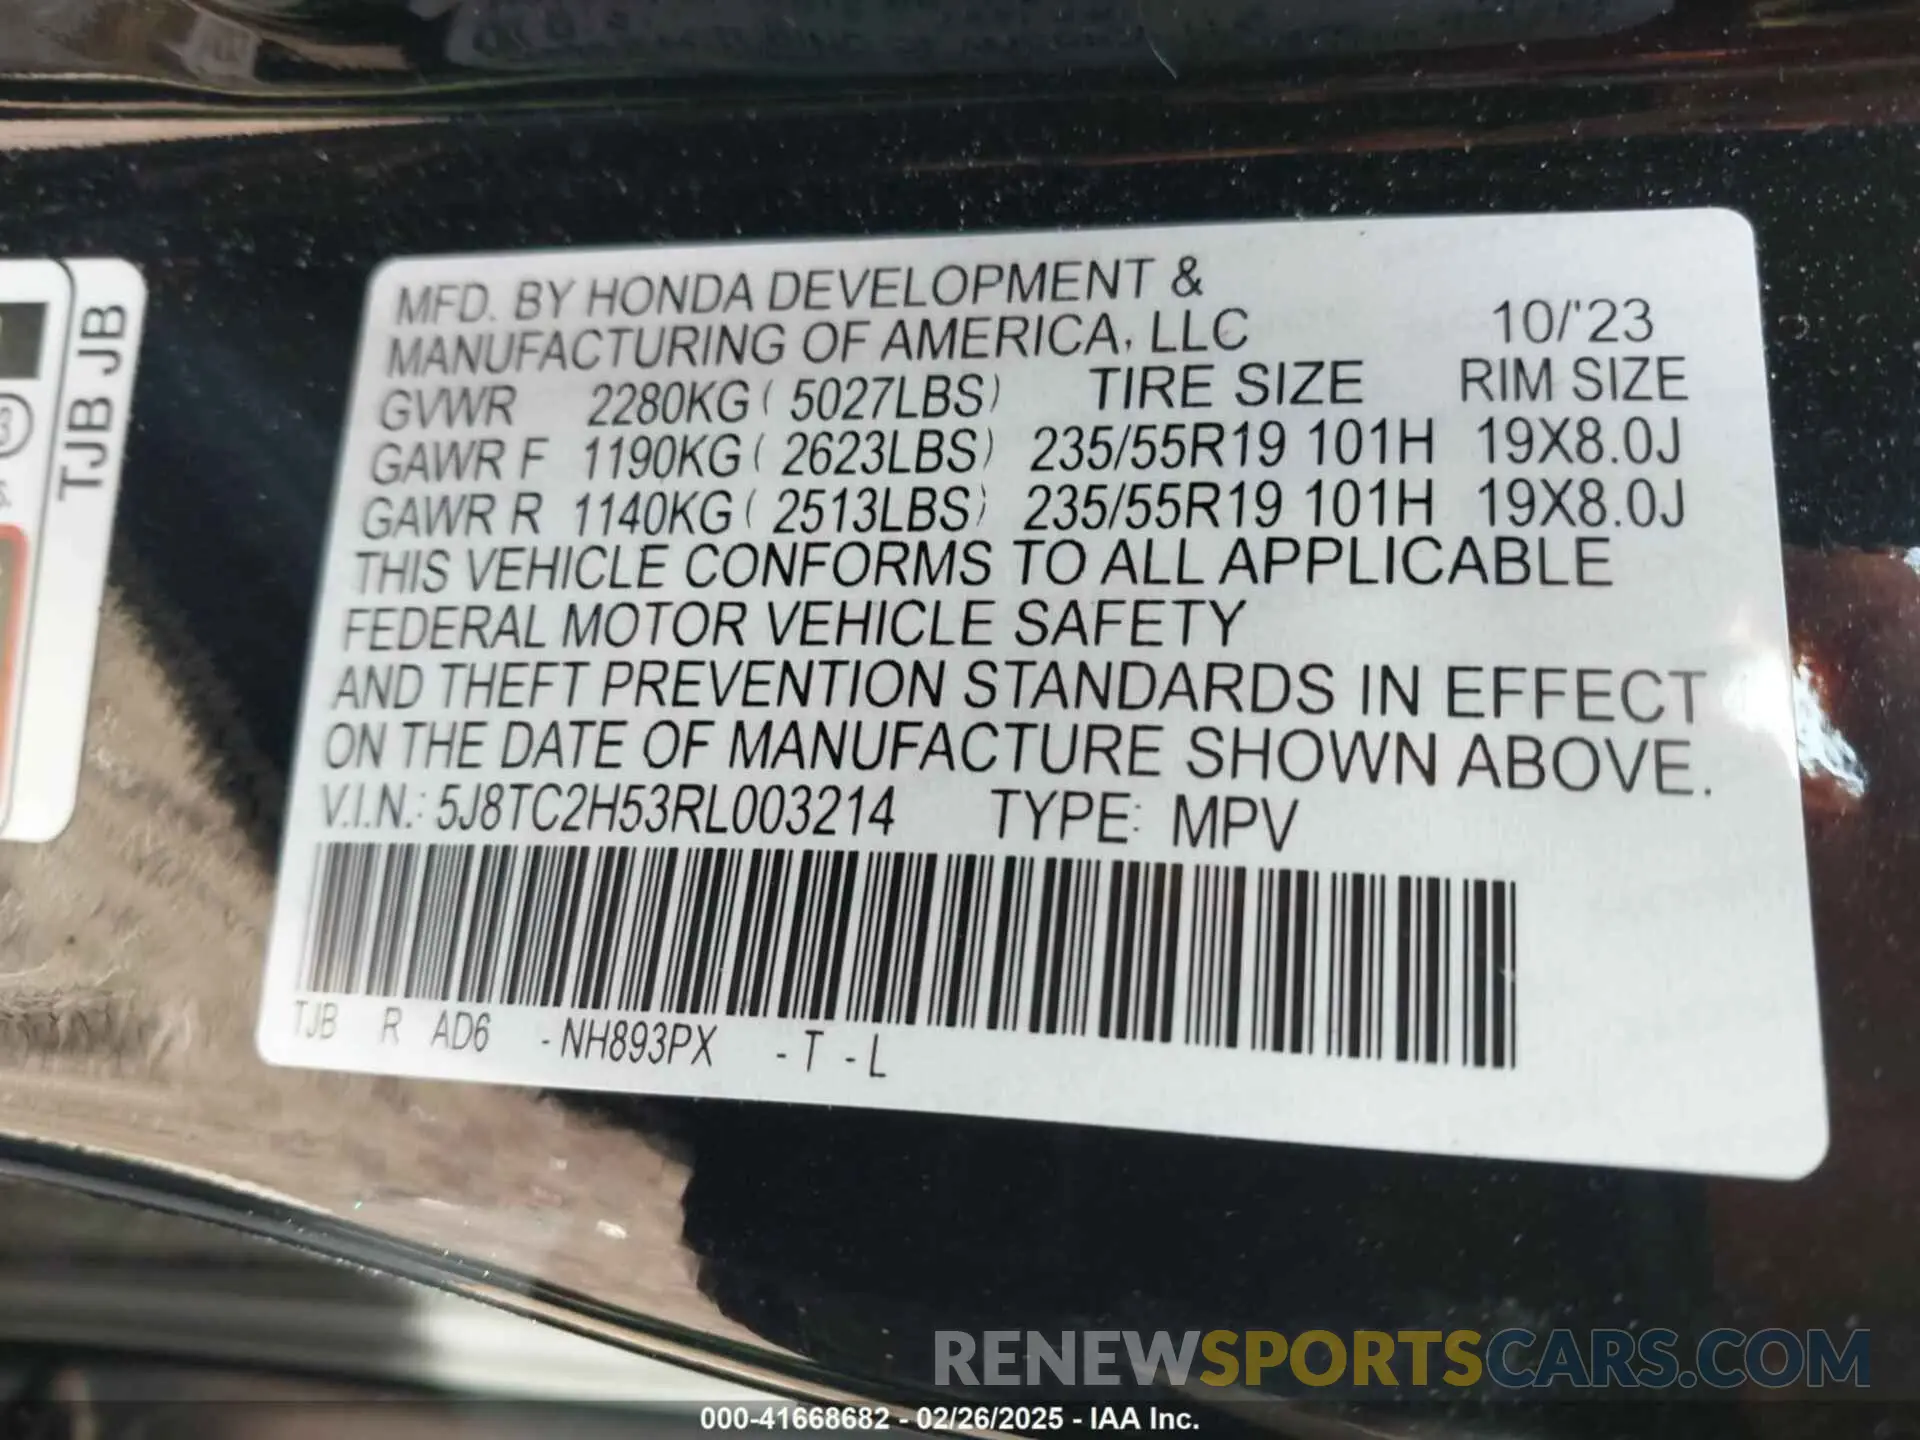 MFD. BY HONDA DEVELOPMENT &
MANUFACTURING OF AMERICA, LLC 10/'23
GVWR 2280KG ( 5027LBS) TIRE SIZE RIM SIZE
GAWR F 1190KG ( 2623LBS) 235/55R19 101H 19X8.0J
GAWR R 1140KG ( 2513LBS) 235/55R19 101H 19X8.0J
THIS VEHICLE CONFORMS TO ALL APPLICABLE
FEDERAL MOTOR VEHICLE SAFETY
AND THEFT PREVENTION STANDARDS IN EFFECT
ON THE DATE OF MANUFACTURE SHOWN ABOVE.
V.I.N.: 5J8TC2H53RL003214 TYPE: MPV
TJB R AD6 -NH893PX -T -L
TJB JB
RENEWSPORTSCARS.COM
000-41668682 - 02/26/2025 - IAA Inc.